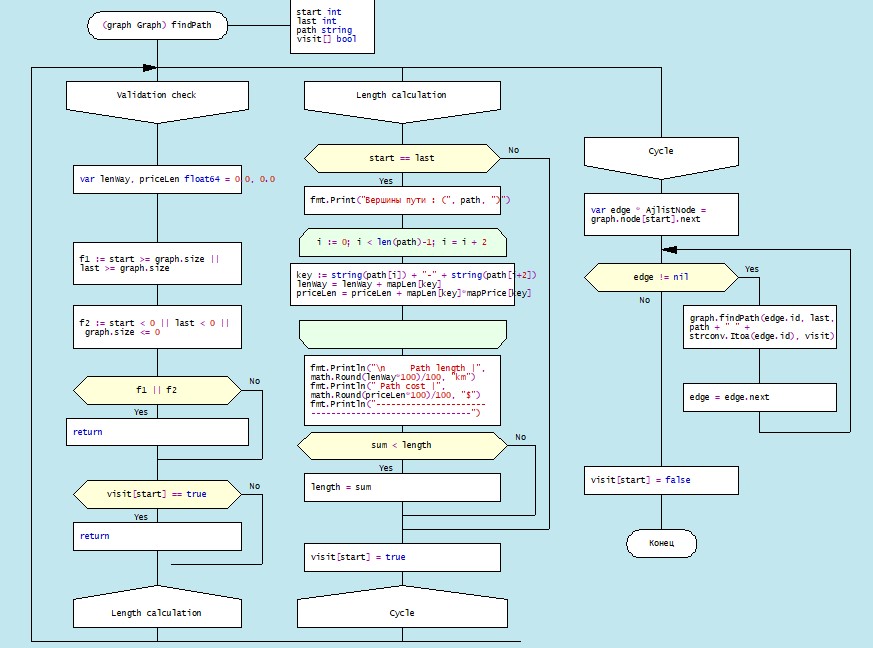 (graph Graph) findPath
start int
last int
path string
visit[] bool
Validation check
var lenWay, priceLen float64 = 0.0, 0.0
f1 := start >= graph.size ||
last >= graph.size
f2 := start < 0 || last < 0 ||
graph.size <= 0
f1 || f2
No
Yes
return
visit[start] == true
No
Yes
return
Length calculation
Length calculation
start == last
No
Yes
fmt.Print("Вершины пути : (", path, ")")
i := 0; i < len(path)-1; i = i + 2
key := string(path[i]) + "-" + string(path[i+2])
lenWay = lenWay + mapLen[key]
priceLen = priceLen + mapLen[key]*mapPrice[key]
fmt.Println("\n     Path length |",
math.Round(lenWay*100)/100, "km")
fmt.Println(" Path cost |",
math.Round(priceLen*100)/100, "$")
fmt.Println("----------------------
--------------------------------")
sum < length
No
Yes
length = sum
visit[start] = true
Cycle
Cycle
var edge * AjlistNode =
graph.node[start].next
edge != nil
Yes
No
graph.findPath(edge.id, last,
path + " " +
strconv.Itoa(edge.id), visit)
edge = edge.next
visit[start] = false
Конец